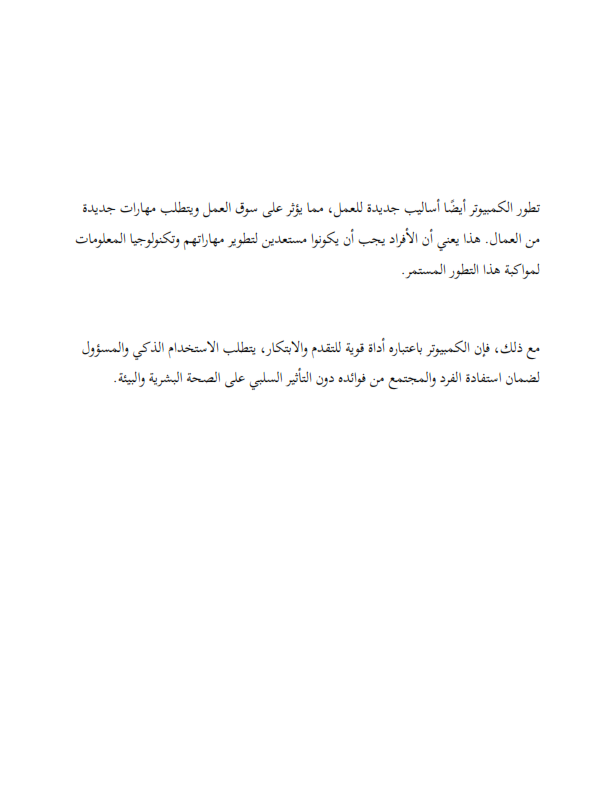 تطور الكمبيوتر أيضًا أساليب جديدة للعمل، مما يؤثر على سوق العمل ويتطلب مهارات جديدة
من العمال. هذا يعني أن الأفراد يجب أن يكونوا مستعدين لتطوير مهاراتهم وتكنولوجيا المعلومات
لمواكبة هذا التطور المستمر.
مع ذلك، فإن الكمبيوتر باعتباره أداة قوية للتقدم والابتكار، يتطلب الاستخدام الذكي والمسؤول
لضمان استفادة الفرد والمجتمع من فوائده دون التأثير السلبي على الصحة البشرية والبيئة.